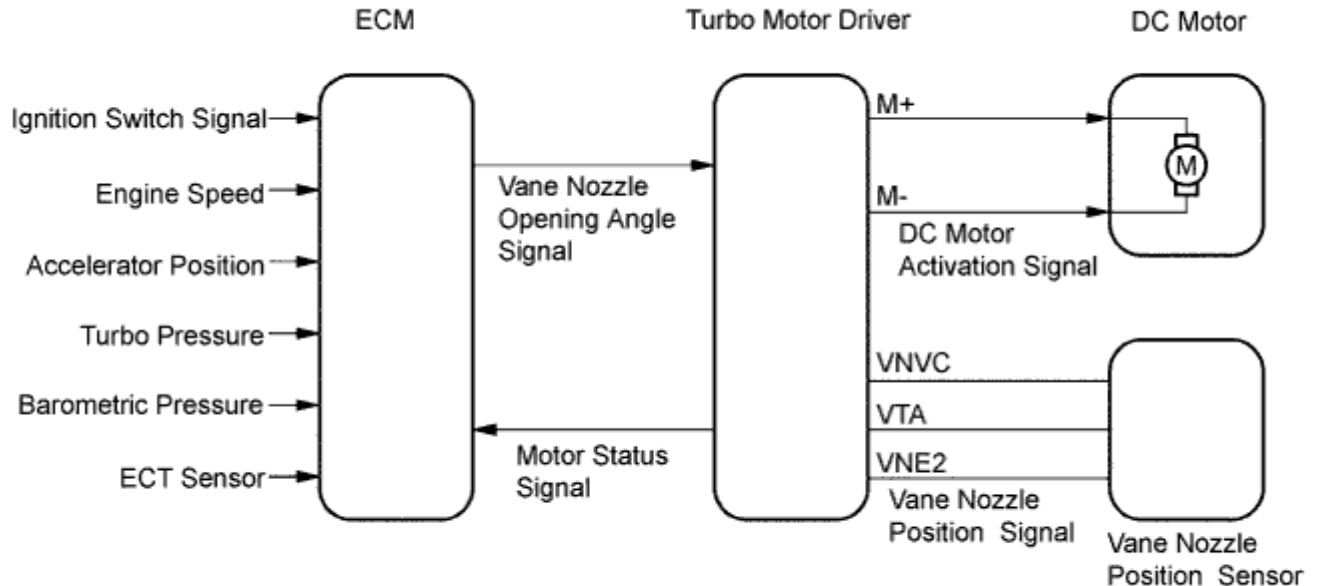 ECM
Turbo Motor Driver
DC Motor
Ignition Switch Signal
Engine Speed
Accelerator Position
Turbo Pressure
Barometric Pressure
ECT Sensor
Vane Nozzle
Opening Angle
Signal
Motor Status
Signal
M+
M-
DC Motor
Activation Signal
M
VNVC
VTA
VNE2
Vane Nozzle
Position Signal
Vane Nozzle
Position Sensor